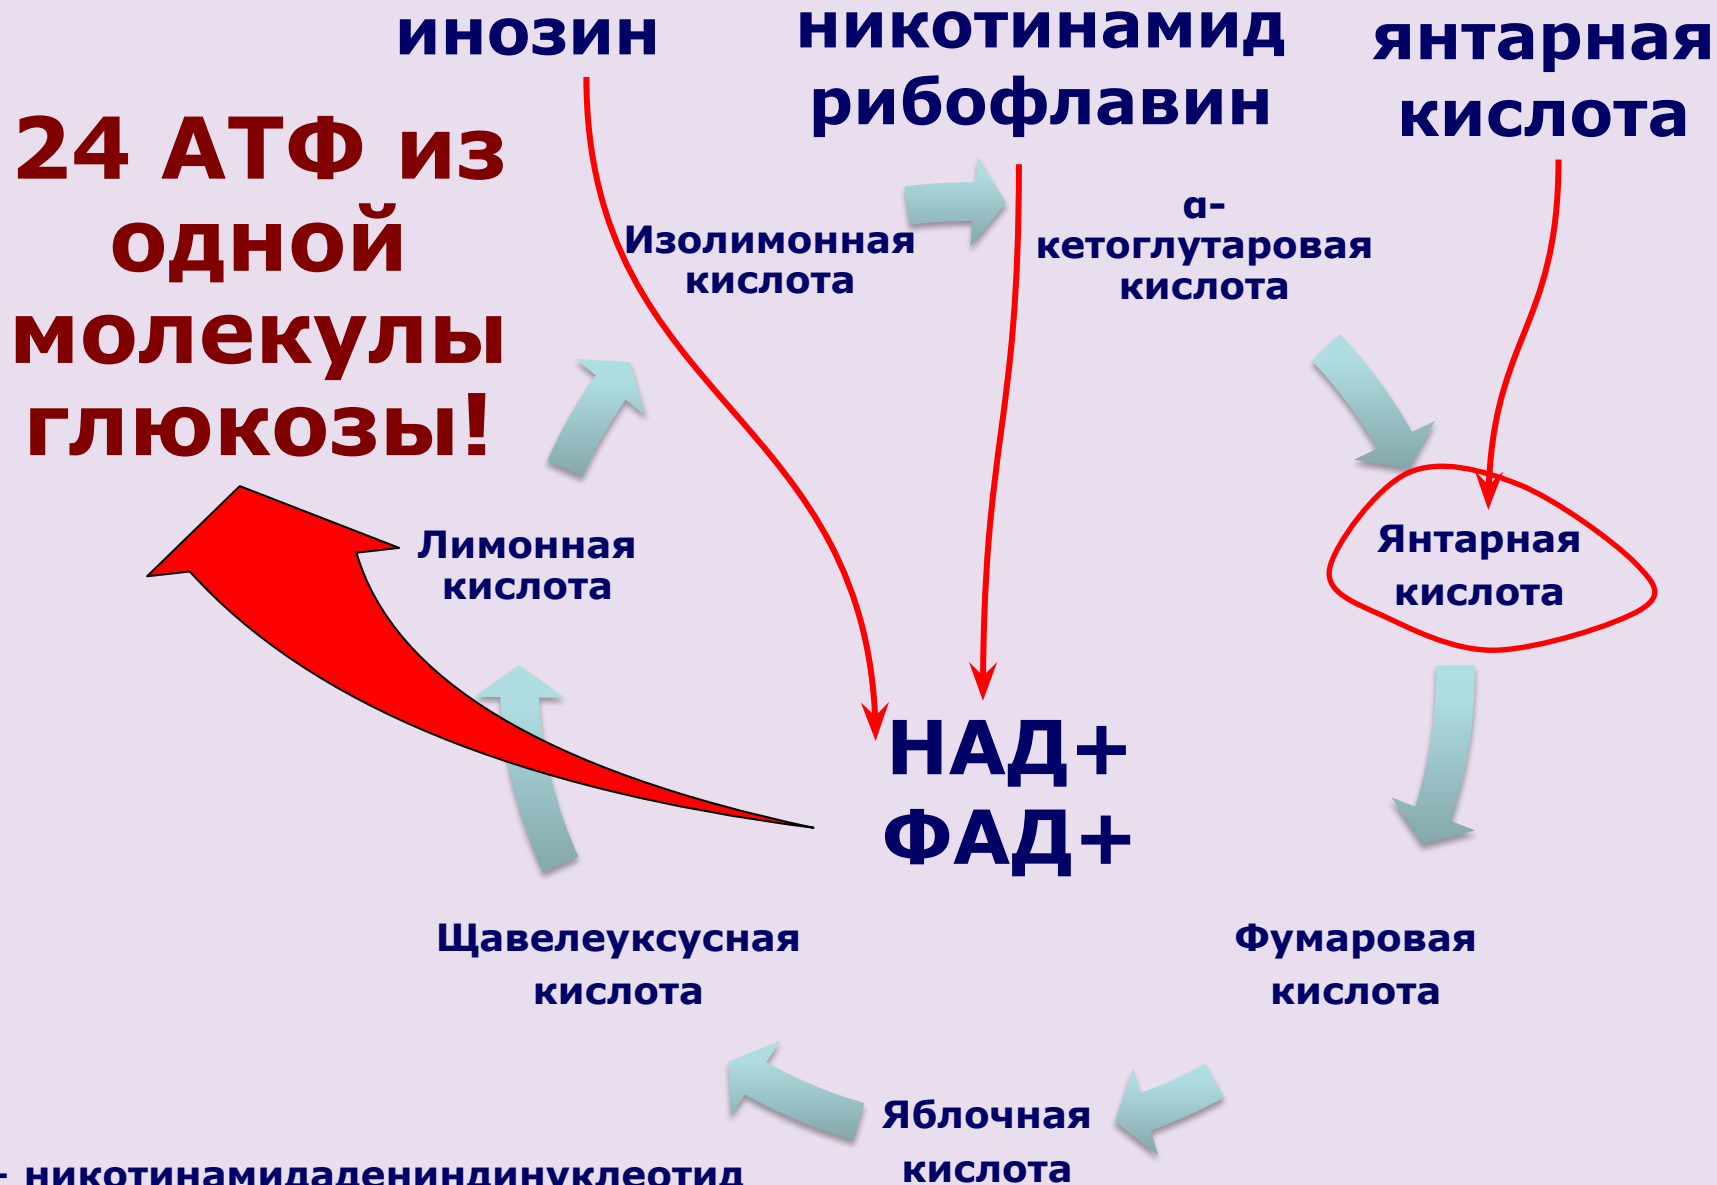 инозин
никотинамид
рибофлавин
янтарная
кислота
24 АТФ из
одной
молекулы
глюкозы!
Изолимонная
кислота
α-
кетоглутаровая
кислота
Лимонная
кислота
Янтарная
кислота
НАД+
ФАД+
Щавелеуксусная
кислота
Фумаровая
кислота
Яблочная
кислота
- никотинамидадениндинуклеотид